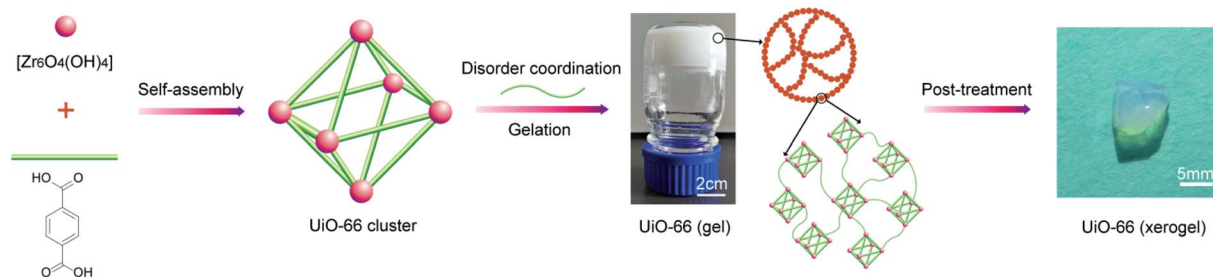 [Zr6O4(OH)4]
+
HO
O
O
OH
Self-assembly
UiO-66 cluster
Disorder coordination
Gelation
2cm
UiO-66 (gel)
Post-treatment
5mm
UiO-66 (xerogel)